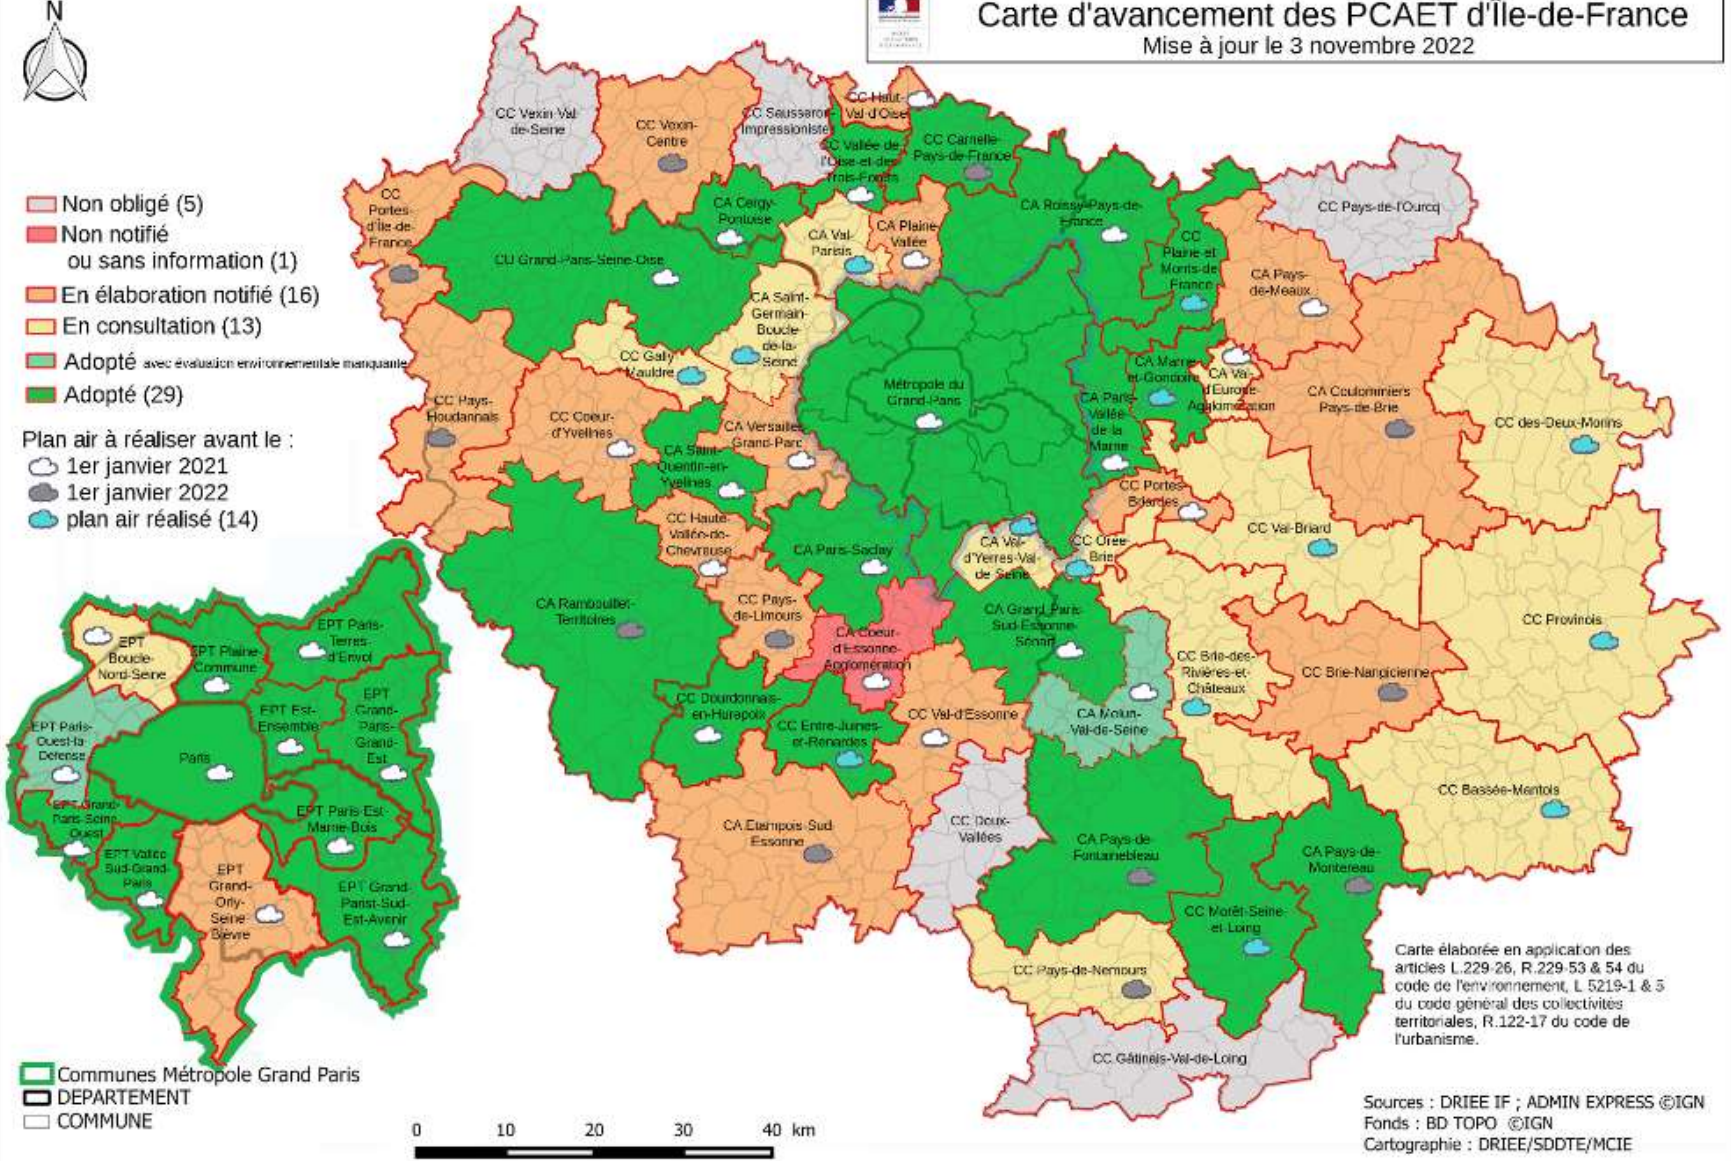 N
Carte d'avancement des PCAET d'Île-de-France
Mise à jour le 3 novembre 2022
Non obligé (5)
Non notifié
ou sans information (1)
En élaboration notifié (16)
En consultation (13)
Adopté avec évaluation environnementale manquante
Adopté (29)
Plan air à réaliser avant le :
1er janvier 2021
1er janvier 2022
plan air réalisé (14)
CC Vexin-Val-
de-Seine
CC Vexin-
Centre
CC Sausseron-
Impressionistes
CC Haut-
Val-d'Oise
CC Vallée de
l'Oise-et-des
Trois-Forêts
CC Carnelle-
Pays-de-France
CC
Portes-
d'Ile-de-
France
CA Cergy-
Pontoise
CA Val-
Parisis
CA Plaine
Vallée
CA Roissy-Pays-de-
France
CC
Plaine-et
Monts-de
France
CC Pays-de-l'Ourcq
CA Pays-
de-Meaux
CU Grand-Paris-Seine-Oise
CA Saint-
Germain-
Boucle-
de-la-
Seine
CC Gally
Mauldre
CC Pays-
Houdannais
CC Coeur-
d'Yvelines
CA Versailles
Grand-Parc
CA Saint-
Quentin-en-
Yvelines
Métropole du
Grand-Paris
CA Marne-
et-Gondoire
CA Val-
d'Europe-
Agglomération
CA Paris-
Vallée
de la
Marne
CA Coulommiers
Pays-de-Brie
CC des-Deux-Morins
CC Portes-
Briardes
CC Val-Briard
CC Haute-
Vallée-de-
Chevreuse
CA Paris-Saclay
CA Val-
d'Yerres-Val-
de Seine
CC Orée-
Brie
CA Rambouillet-
Territoires
CC Pays-
de-Limours
CA Coeur-
d'Essonne-
Agglomération
CA Grand Paris-
Sud-Essonne-
Sénart
CC Provinois
CC Brie-des-
Rivières-et-
Châteaux
CC Brie-Nangicienne
CC Dourdonnais-
en-Hurepoix
CC Entre-Juines-
et-Renardes
CC Val-d'Essonne
CA Melun-
Val-de-Seine
CC Bassée-Montois
CA Etampois-Sud-
Essonne
CC Deux-
Vallées
CA Pays-de-
Fontainebleau
CA Pays-de-
Montereau
CC Morêt-Seine-
et-Loing
CC Pays-de-Nemours
CC Gâtinais-Val-de-Loing
EPT
Boucle-
Nord-Seine
EPT Plaine-
Commune
EPT Paris-
Terres-
d'Envol
EPT Paris-
Ouest-la-
Défense
Paris
EPT Est-
Ensemble
EPT
Grand-
Paris-
Grand-
Est
EPT Grand-
Paris-Seine-
Ouest
EPT Paris-Est-
Marne-Bois
EPT Vallée
Sud-Grand-
Paris
EPT
Grand-
Orly-
Seine-
Bièvre
EPT Grand-
Parist-Sud-
Est-Avenir
Communes Métropole Grand Paris
DEPARTEMENT
COMMUNE
0 10 20 30 40 km
Carte élaborée en application des
articles L.229-26, R.229-53 & 54 du
code de l'environnement, L 5219-1 & 5
du code général des collectivités
territoriales, R.122-17 du code de
l'urbanisme.
Sources : DRIEE IF ; ADMIN EXPRESS ©IGN
Fonds : BD TOPO ©IGN
Cartographie : DRIEE/SDDTE/MCIE